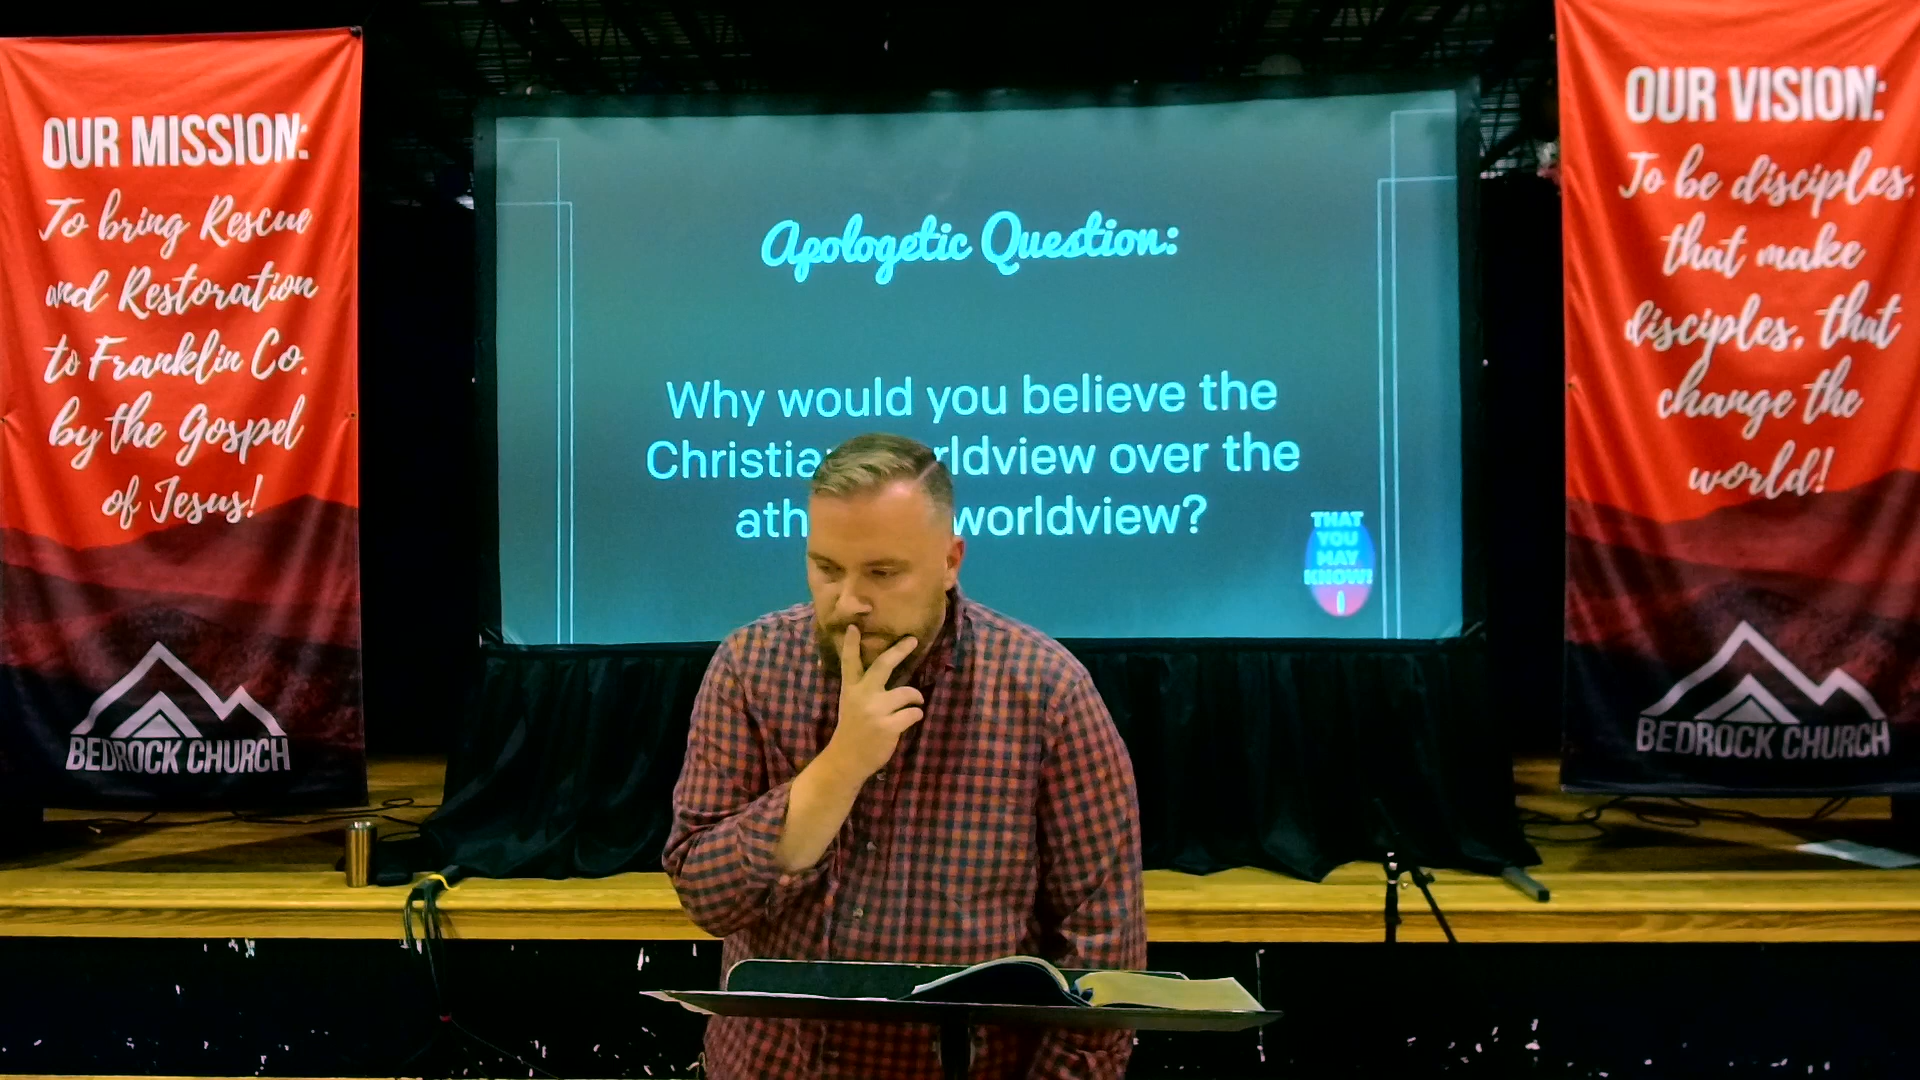 OUR MISSION:
To bring Rescue
and Restoration
to Franklin Co.
by the Gospel
of Jesus!
BEDROCK CHURCH
Apologetic Question:
Why would you believe the
Christia rldview over the
ath worldview?
THAT
YOU
MAY
KNOW!
OUR VISION:
To be disciples,
that make
disciples, that
change the
world!
BEDROCK CHURCH